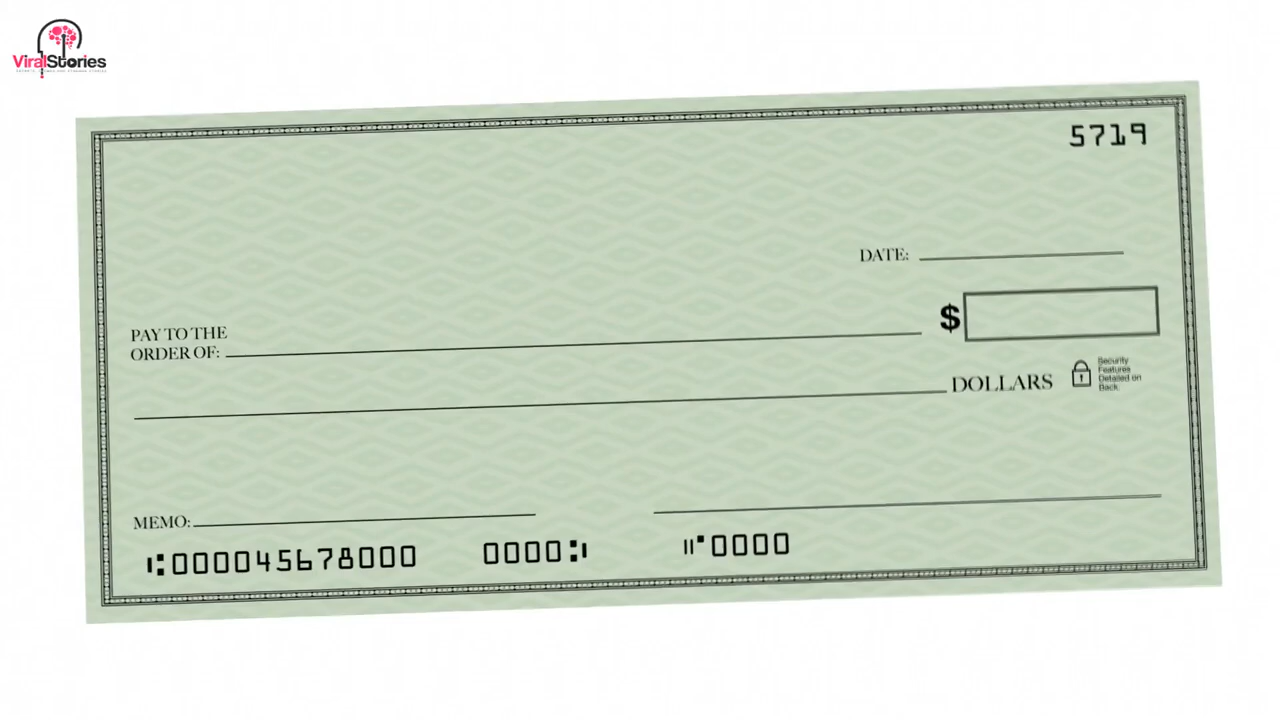 ViralStories
5719
DATE:
PAY TO THE
ORDER OF:
$
DOLLARS
Security
Features
Detailed on
Back.
MEMO:
⑆000045678000 0000⑆ ⑈0000